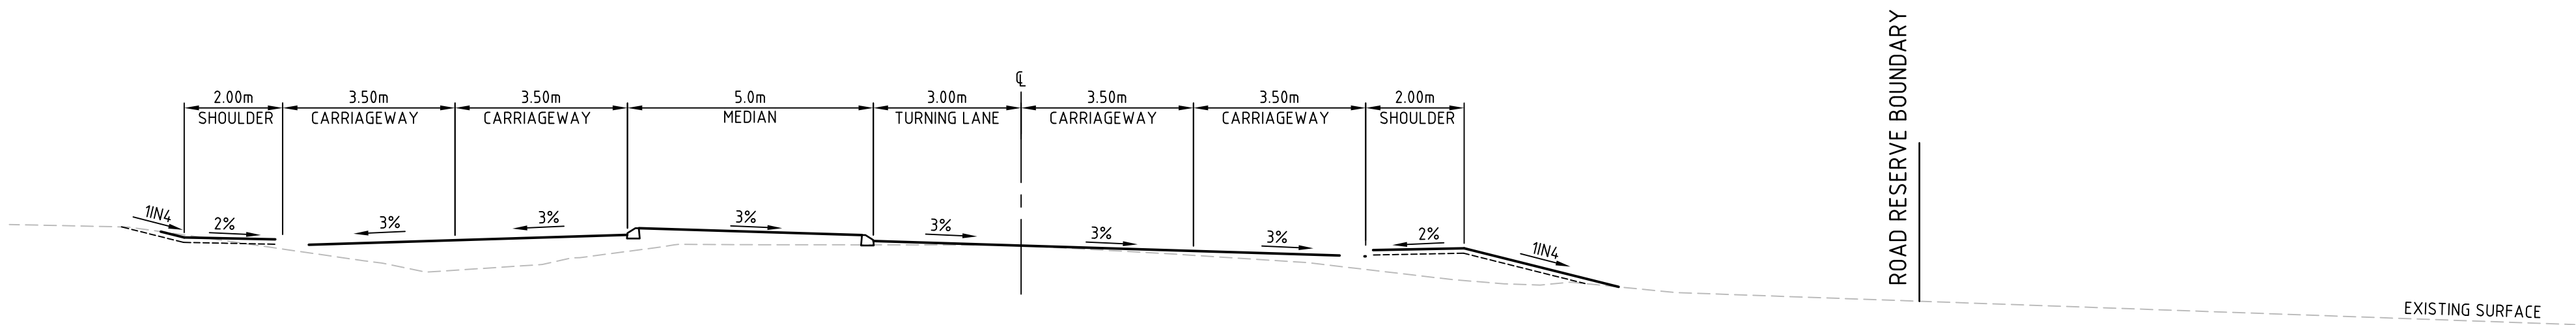 ROAD RESERVE BOUNDARY
℄
2.00m
3.50m
3.50m
5.0m
3.00m
3.50m
3.50m
2.00m
SHOULDER
CARRIAGEWAY
CARRIAGEWAY
MEDIAN
TURNING LANE
CARRIAGEWAY
CARRIAGEWAY
SHOULDER
1IN4
2%
3%
3%
3%
3%
3%
3%
2%
1IN4
EXISTING SURFACE